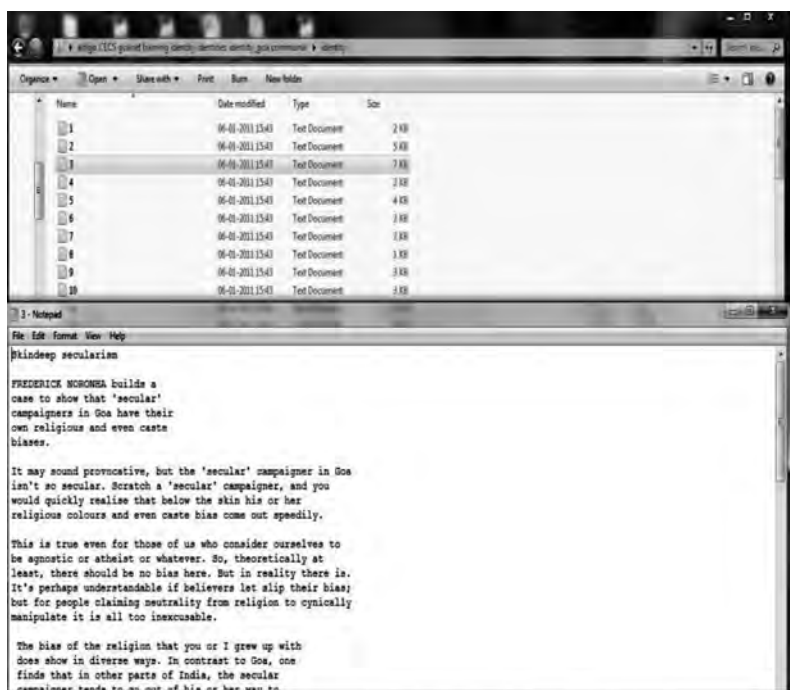 Organize Open Share with Print Burn New folder
Name Date modified Type Size
1 06-01-2011 15:43 Text Document 2 KB
2 06-01-2011 15:43 Text Document 5 KB
3 06-01-2011 15:43 Text Document 7 KB
4 06-01-2011 15:43 Text Document
5 06-01-2011 15:43 Text Document 4 KB
6 06-01-2011 15:43 Text Document
7 06-01-2011 15:43 Text Document
8 06-01-2011 15:43 Text Document
9 06-01-2011 15:43 Text Document
10 06-01-2011 15:43 Text Document
3 - Notepad
File Edit Format View Help
Skindeep secularism
FREDERICK NORONHA builds a
case to show that 'secular'
campaigners in Goa have their
own religious and even caste
biases.
It may sound provocative, but the 'secular' campaigner in Goa
isn't so secular. Scratch a 'secular' campaigner, and you
would quickly realise that below the skin his or her
religious colours and even caste bias come out speedily.
This is true even for those of us who consider ourselves to
be agnostic or atheist or whatever. So, theoretically at
least, there should be no bias here. But in reality there is.
It's perhaps understandable if believers let slip their bias;
but for people claiming neutrality from religion to cynically
manipulate it is all too inexcusable.
The bias of the religion that you or I grew up with
does show in diverse ways. In contrast to Goa, one
finds that in other parts of India, the secular
campaigner tends to go out of his or her way to